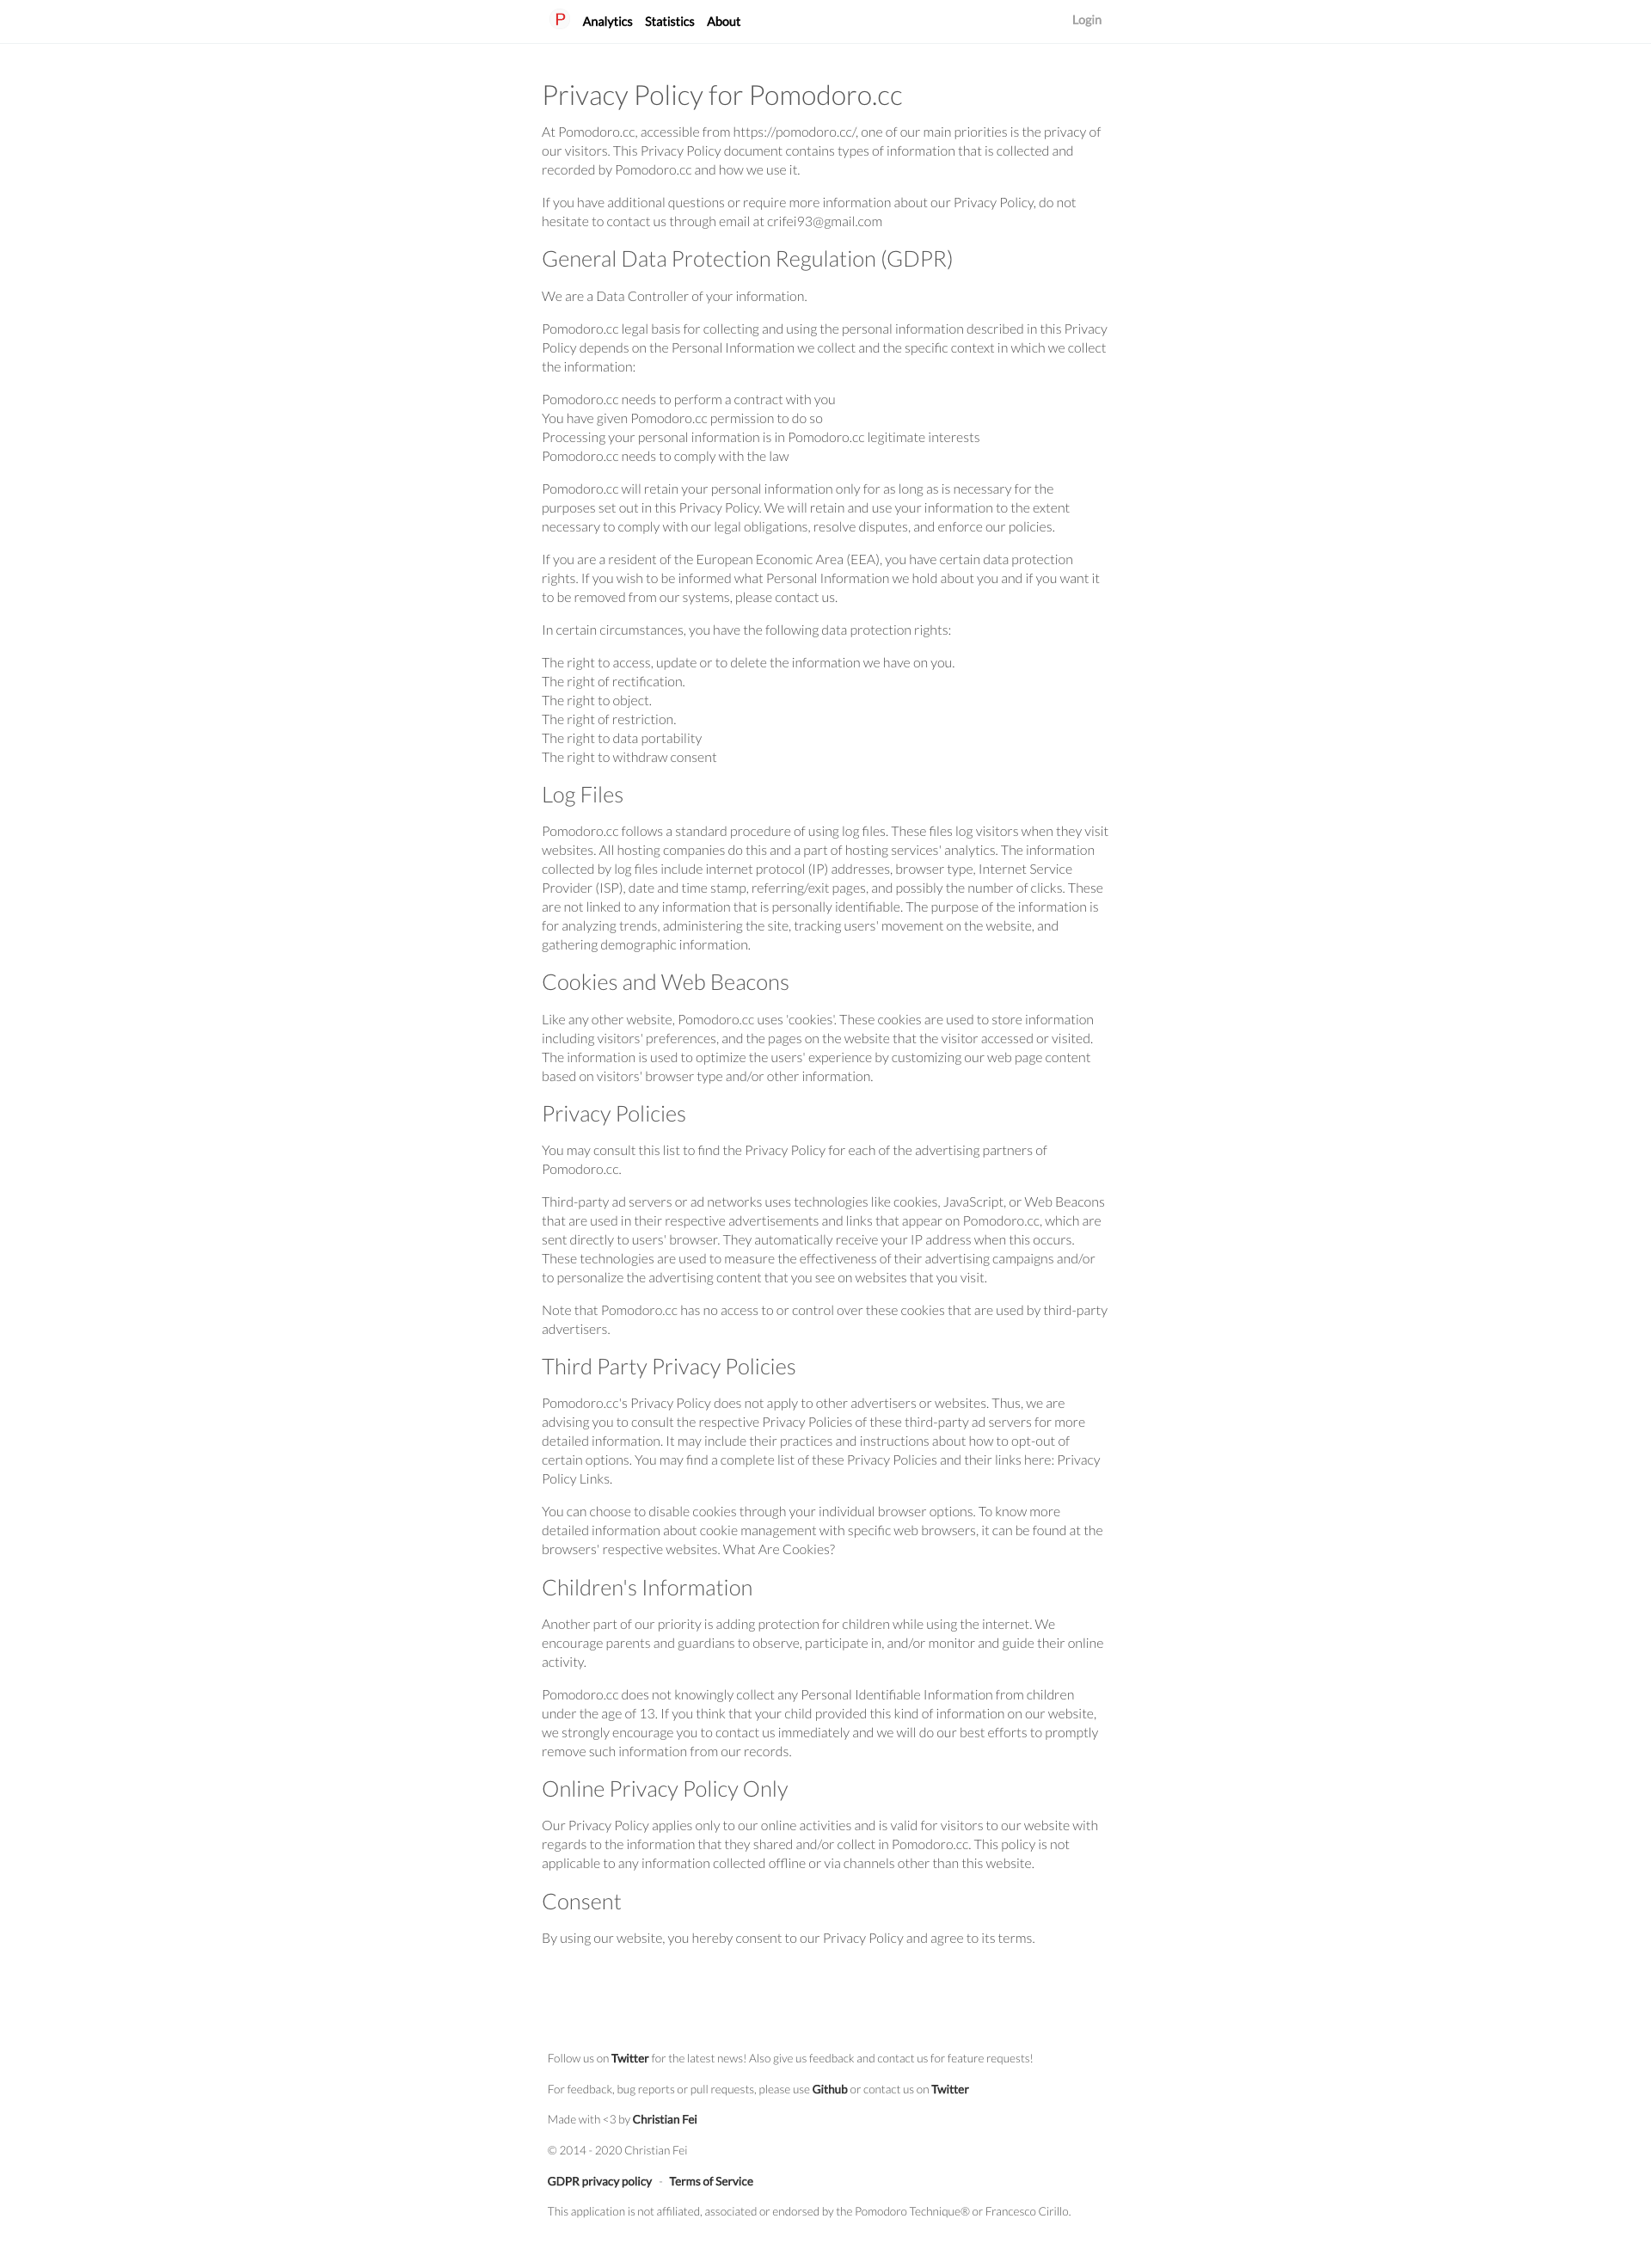 P Analytics Statistics About Login
Privacy Policy for Pomodoro.cc
At Pomodoro.cc, accessible from https://pomodoro.cc/, one of our main priorities is the privacy of
our visitors. This Privacy Policy document contains types of information that is collected and
recorded by Pomodoro.cc and how we use it.
If you have additional questions or require more information about our Privacy Policy, do not
hesitate to contact us through email at crifei93@gmail.com
General Data Protection Regulation (GDPR)
We are a Data Controller of your information.
Pomodoro.cc legal basis for collecting and using the personal information described in this Privacy
Policy depends on the Personal Information we collect and the specific context in which we collect
the information:
Pomodoro.cc needs to perform a contract with you
You have given Pomodoro.cc permission to do so
Processing your personal information is in Pomodoro.cc legitimate interests
Pomodoro.cc needs to comply with the law
Pomodoro.cc will retain your personal information only for as long as is necessary for the
purposes set out in this Privacy Policy. We will retain and use your information to the extent
necessary to comply with our legal obligations, resolve disputes, and enforce our policies.
If you are a resident of the European Economic Area (EEA), you have certain data protection
rights. If you wish to be informed what Personal Information we hold about you and if you want it
to be removed from our systems, please contact us.
In certain circumstances, you have the following data protection rights:
The right to access, update or to delete the information we have on you.
The right of rectification.
The right to object.
The right of restriction.
The right to data portability
The right to withdraw consent
Log Files
Pomodoro.cc follows a standard procedure of using log files. These files log visitors when they visit
websites. All hosting companies do this and a part of hosting services' analytics. The information
collected by log files include internet protocol (IP) addresses, browser type, Internet Service
Provider (ISP), date and time stamp, referring/exit pages, and possibly the number of clicks. These
are not linked to any information that is personally identifiable. The purpose of the information is
for analyzing trends, administering the site, tracking users' movement on the website, and
gathering demographic information.
Cookies and Web Beacons
Like any other website, Pomodoro.cc uses 'cookies'. These cookies are used to store information
including visitors' preferences, and the pages on the website that the visitor accessed or visited.
The information is used to optimize the users' experience by customizing our web page content
based on visitors' browser type and/or other information.
Privacy Policies
You may consult this list to find the Privacy Policy for each of the advertising partners of
Pomodoro.cc.
Third-party ad servers or ad networks uses technologies like cookies, JavaScript, or Web Beacons
that are used in their respective advertisements and links that appear on Pomodoro.cc, which are
sent directly to users' browser. They automatically receive your IP address when this occurs.
These technologies are used to measure the effectiveness of their advertising campaigns and/or
to personalize the advertising content that you see on websites that you visit.
Note that Pomodoro.cc has no access to or control over these cookies that are used by third-party
advertisers.
Third Party Privacy Policies
Pomodoro.cc's Privacy Policy does not apply to other advertisers or websites. Thus, we are
advising you to consult the respective Privacy Policies of these third-party ad servers for more
detailed information. It may include their practices and instructions about how to opt-out of
certain options. You may find a complete list of these Privacy Policies and their links here: Privacy
Policy Links.
You can choose to disable cookies through your individual browser options. To know more
detailed information about cookie management with specific web browsers, it can be found at the
browsers' respective websites. What Are Cookies?
Children's Information
Another part of our priority is adding protection for children while using the internet. We
encourage parents and guardians to observe, participate in, and/or monitor and guide their online
activity.
Pomodoro.cc does not knowingly collect any Personal Identifiable Information from children
under the age of 13. If you think that your child provided this kind of information on our website,
we strongly encourage you to contact us immediately and we will do our best efforts to promptly
remove such information from our records.
Online Privacy Policy Only
Our Privacy Policy applies only to our online activities and is valid for visitors to our website with
regards to the information that they shared and/or collect in Pomodoro.cc. This policy is not
applicable to any information collected offline or via channels other than this website.
Consent
By using our website, you hereby consent to our Privacy Policy and agree to its terms.
Follow us on Twitter for the latest news! Also give us feedback and contact us for feature requests!
For feedback, bug reports or pull requests, please use Github or contact us on Twitter
Made with <3 by Christian Fei
© 2014 - 2020 Christian Fei
GDPR privacy policy - Terms of Service
This application is not affiliated, associated or endorsed by the Pomodoro Technique® or Francesco Cirillo.